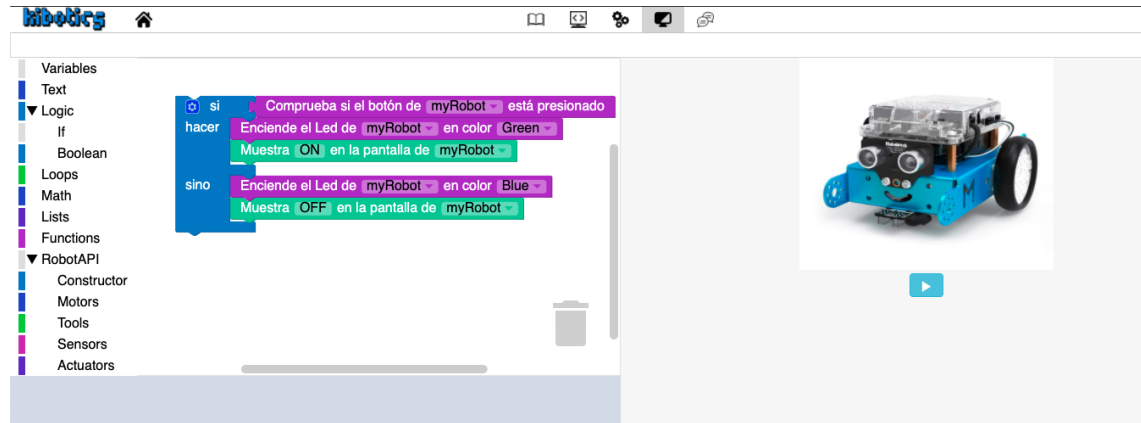 kibotics
Variables
Text
Logic
If
Boolean
Loops
Math
Lists
Functions
RobotAPI
Constructor
Motors
Tools
Sensors
Actuators
si Comprueba si el botón de myRobot está presionado
hacer Enciende el Led de myRobot en color Green
Muestra ON en la pantalla de myRobot
sino Enciende el Led de myRobot en color Blue
Muestra OFF en la pantalla de myRobot